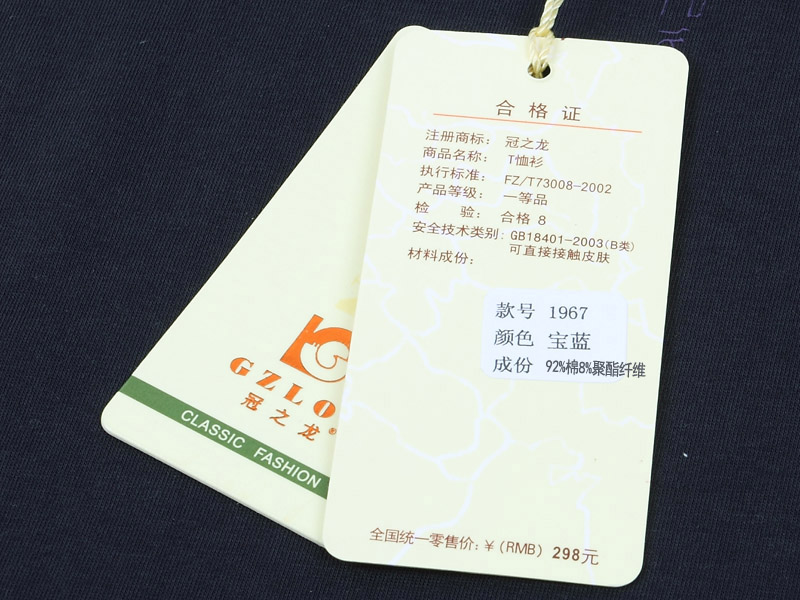 合格证
注册商标： 冠之龙
商品名称： T恤衫
执行标准： FZ/T73008-2002
产品等级： 一等品
检 验： 合格 8
安全技术类别： GB18401-2003(B类)
可直接接触皮肤
材料成份：
款号 1967
颜色 宝蓝
成份 92%棉8%聚酯纤维
全国统一零售价：￥(RMB) 298元
GZLO
冠之龙®
CLASSIC FASHION